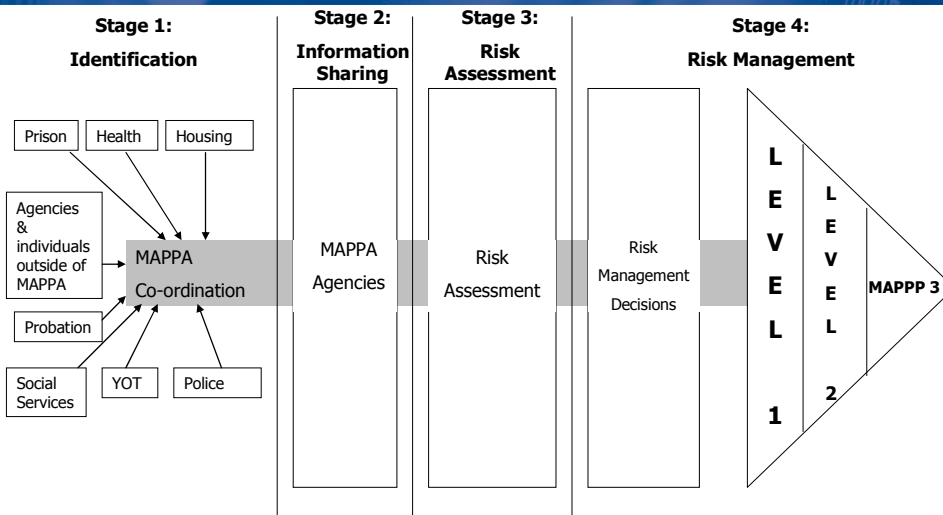 Stage 1:
Identification
Stage 2:
Information
Sharing
Stage 3:
Risk
Assessment
Stage 4:
Risk Management
Prison
Health
Housing
Agencies
&
individuals
outside of
MAPPA
MAPPA
Co-ordination
Probation
Social
Services
YOT
Police
MAPPA
Agencies
Risk
Assessment
Risk
Management
Decisions
LEVEL 1
LEVEL 2
MAPPP 3